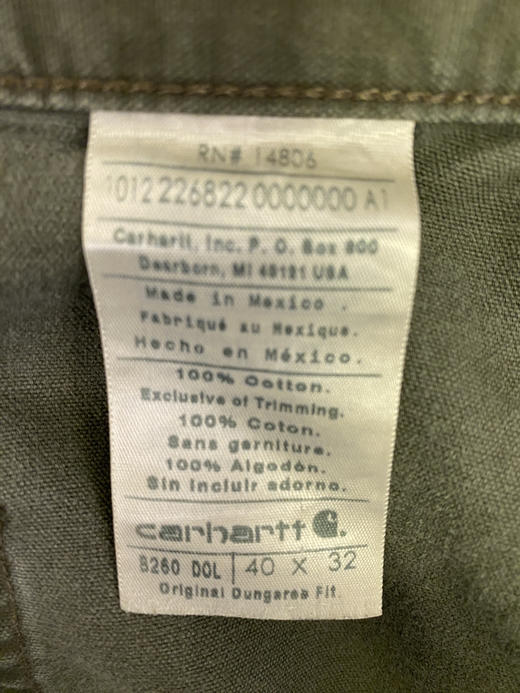 RN# 14806
1012 226822 0000000 A1
Carhartt, Inc. P. O. Box 600
Dearborn, MI 48121 USA
Made in Mexico .
Fabriqué au Mexique.
Hecho en México.
100% Cotton.
Exclusive of Trimming.
100% Coton.
Sans garniture.
100% Algodón.
Sin Incluir adorno.
carhartt
B260 DOL 40 X 32
Original Dungaree Fit.